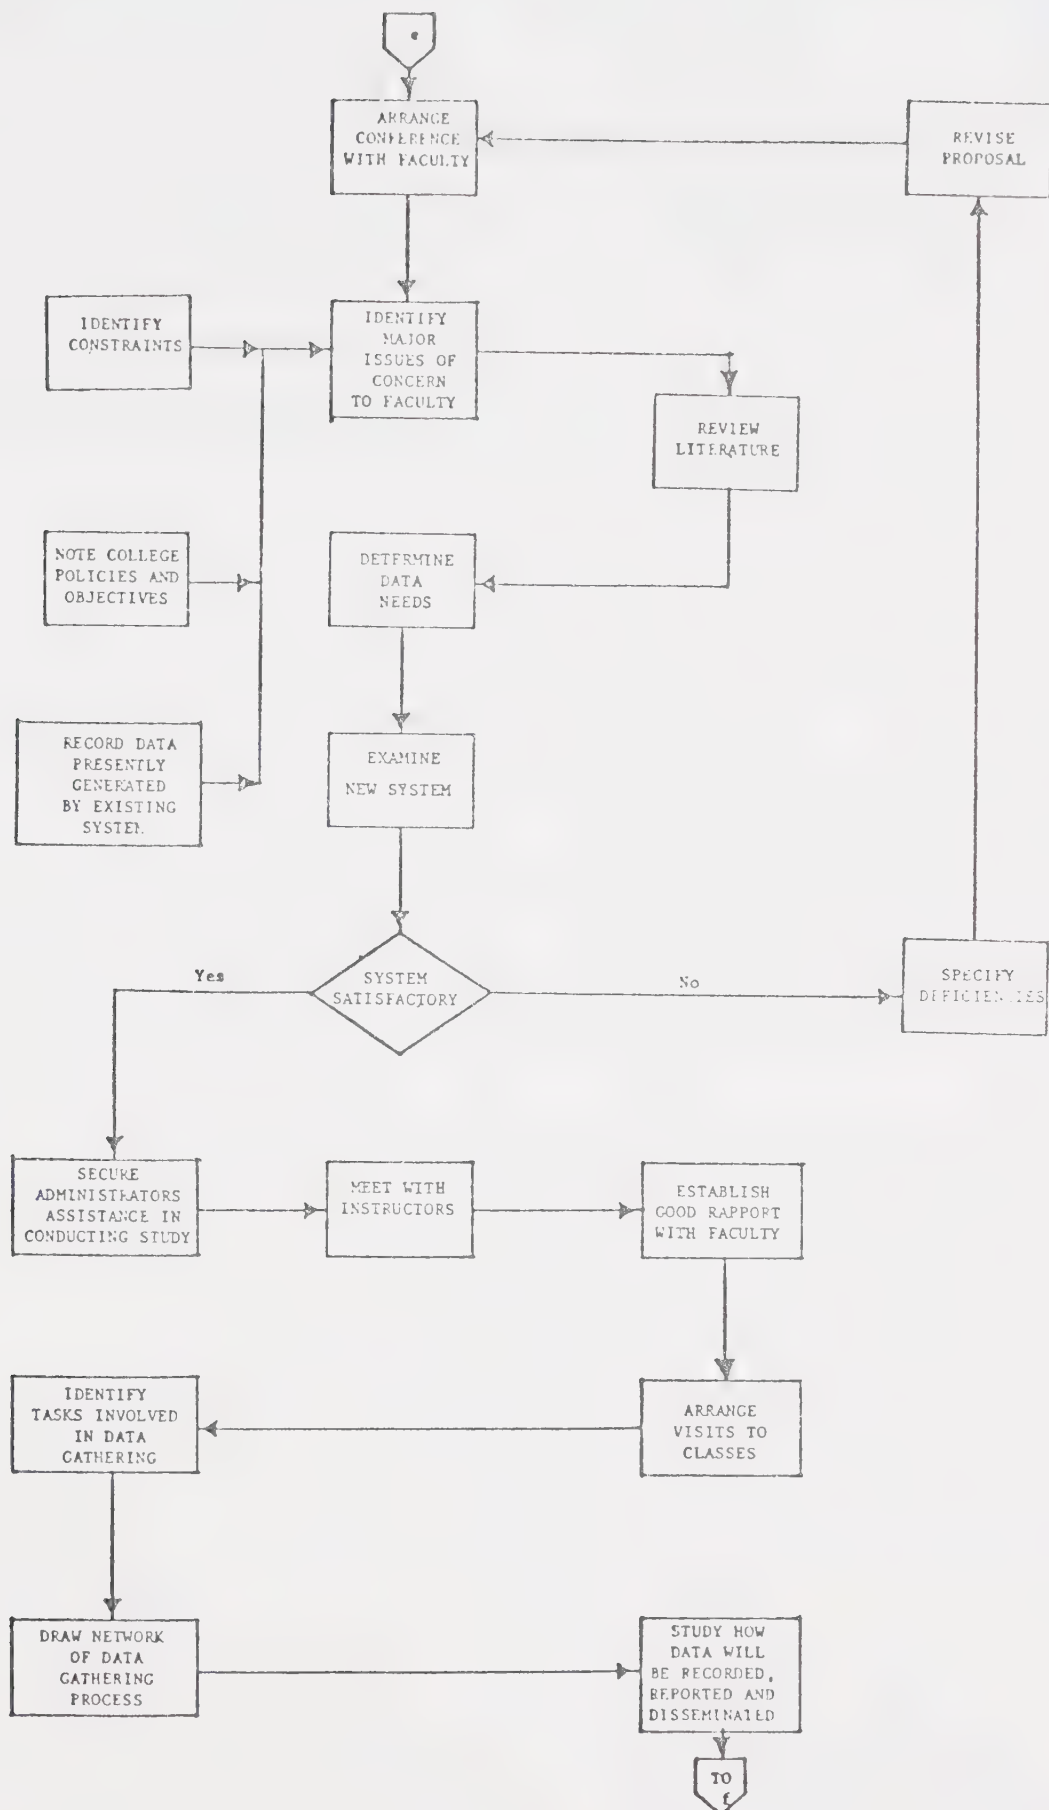 e
ARRANGE
CONFERENCE
WITH FACULTY
REVISE
PROPOSAL
IDENTIFY
CONSTRAINTS
IDENTIFY
MAJOR
ISSUES OF
CONCERN
TO FACULTY
REVIEW
LITERATURE
NOTE COLLEGE
POLICIES AND
OBJECTIVES
DETERMINE
DATA
NEEDS
RECORD DATA
PRESENTLY
GENERATED
BY EXISTING
SYSTEM
EXAMINE
NEW SYSTEM
Yes
SYSTEM
SATISFACTORY
No
SPECIFY
DEFICIENCIES
SECURE
ADMINISTRATORS
ASSISTANCE IN
CONDUCTING STUDY
MEET WITH
INSTRUCTORS
ESTABLISH
GOOD RAPPORT
WITH FACULTY
IDENTIFY
TASKS INVOLVED
IN DATA
GATHERING
ARRANGE
VISITS TO
CLASSES
DRAW NETWORK
OF DATA
GATHERING
PROCESS
STUDY HOW
DATA WILL
BE RECORDED,
REPORTED AND
DISSEMINATED
TO
f